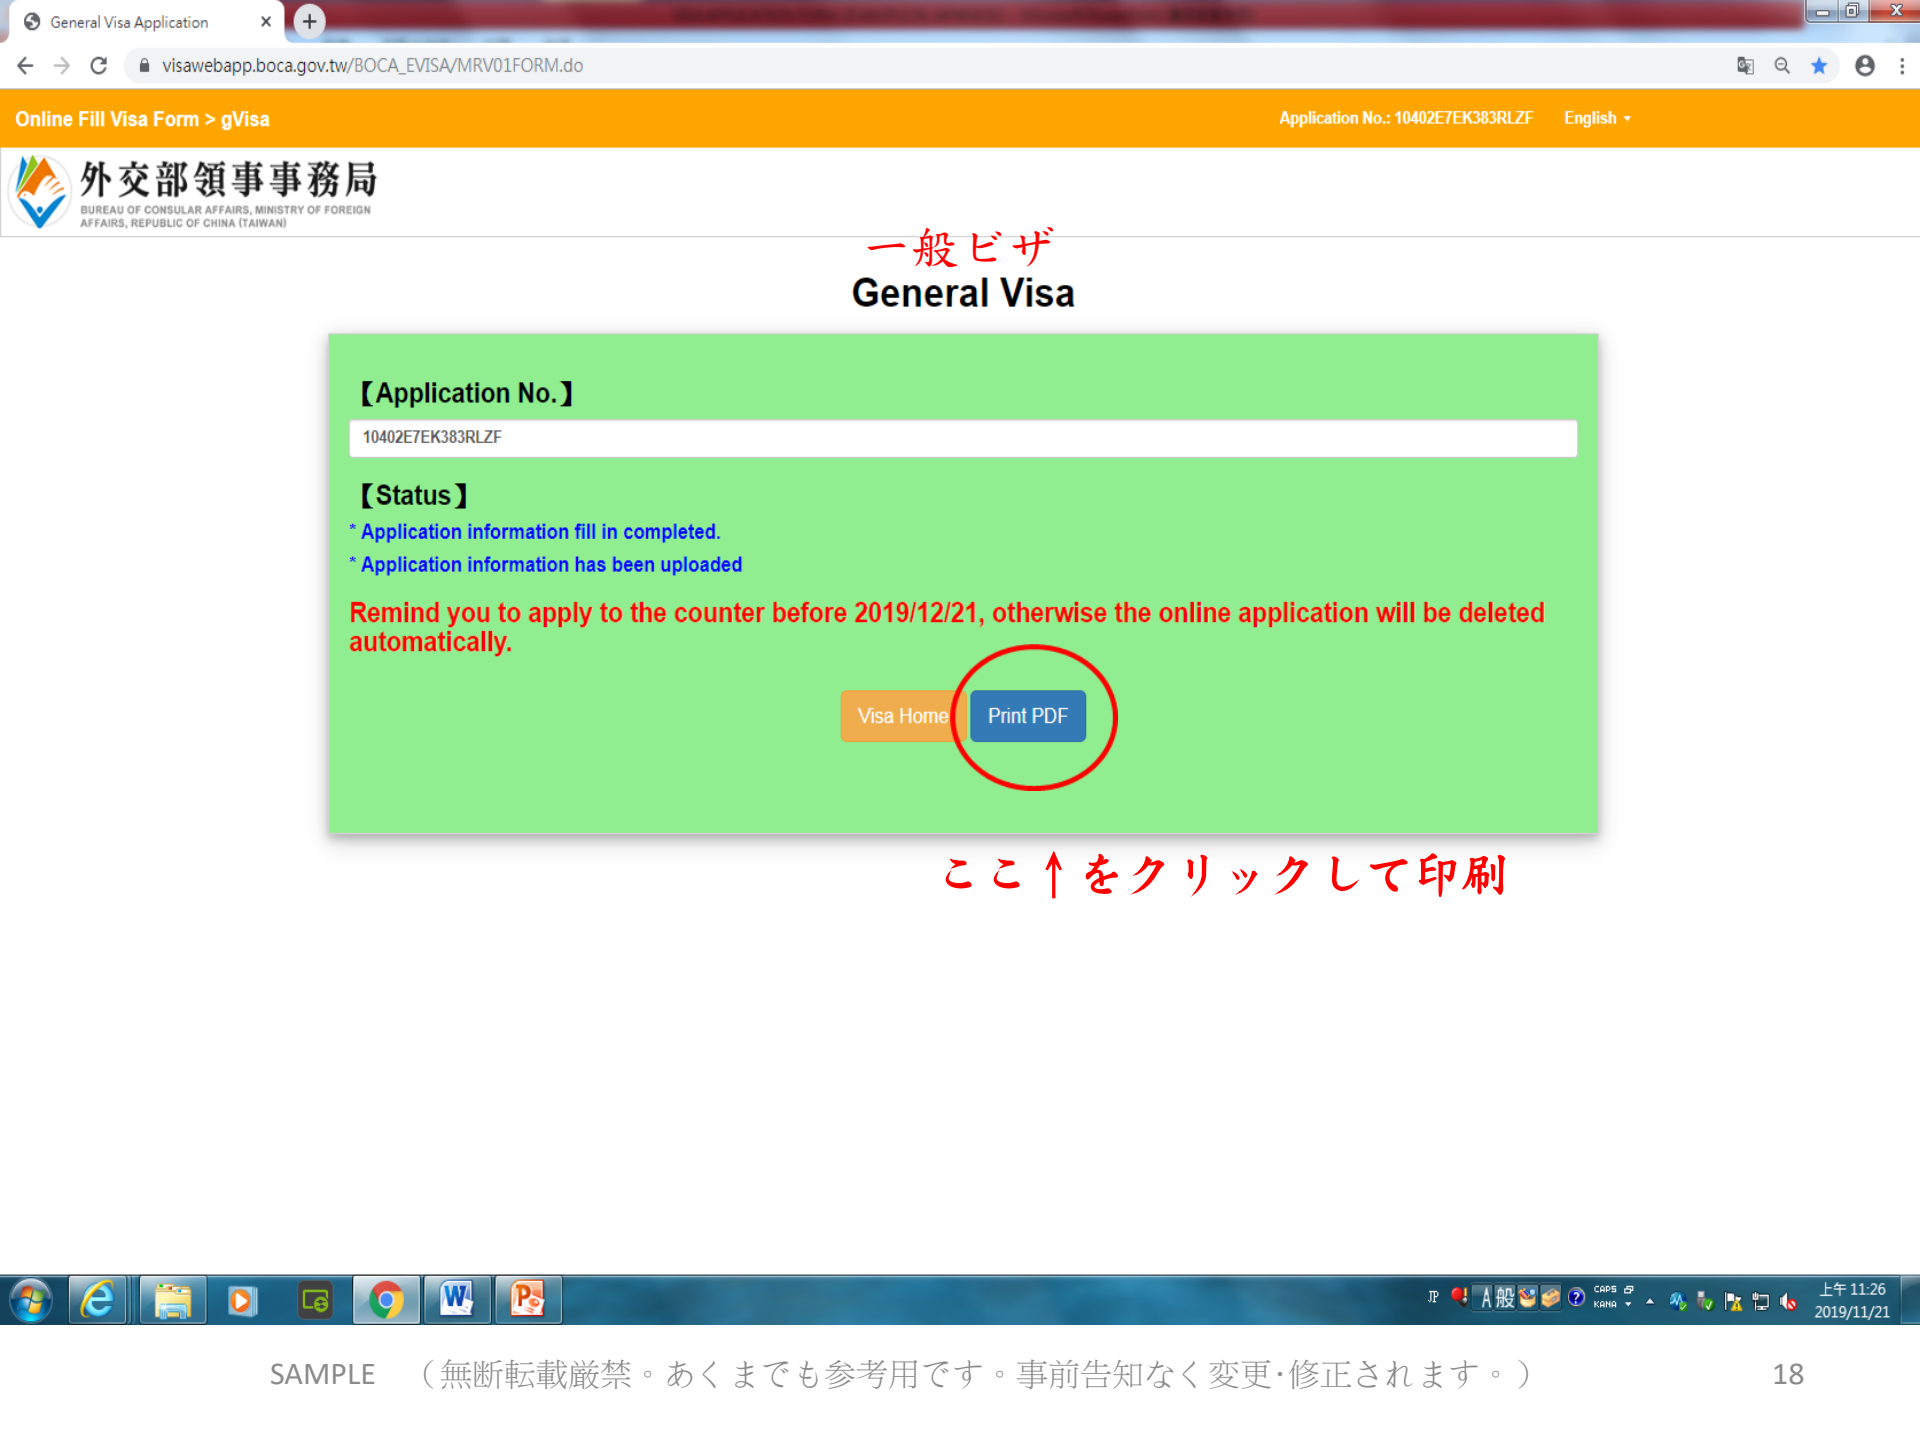 General Visa Application
visawebapp.boca.gov.tw/BOCA_EVISA/MRV01FORM.do
Online Fill Visa Form > gVisa
Application No.: 10402E7EK383RLZF English
外交部領事事務局
BUREAU OF CONSULAR AFFAIRS, MINISTRY OF FOREIGN
AFFAIRS, REPUBLIC OF CHINA (TAIWAN)
一般ビザ
General Visa
【Application No.】
10402E7EK383RLZF
【Status】
* Application information fill in completed.
* Application information has been uploaded
Remind you to apply to the counter before 2019/12/21, otherwise the online application will be deleted
automatically.
Visa Home Print PDF
ここ↑をクリックして印刷
JP A 般 CAPS KANA 上午 11:26
2019/11/21
SAMPLE （無断転載厳禁。あくまでも参考用です。事前告知なく変更·修正されます。） 18